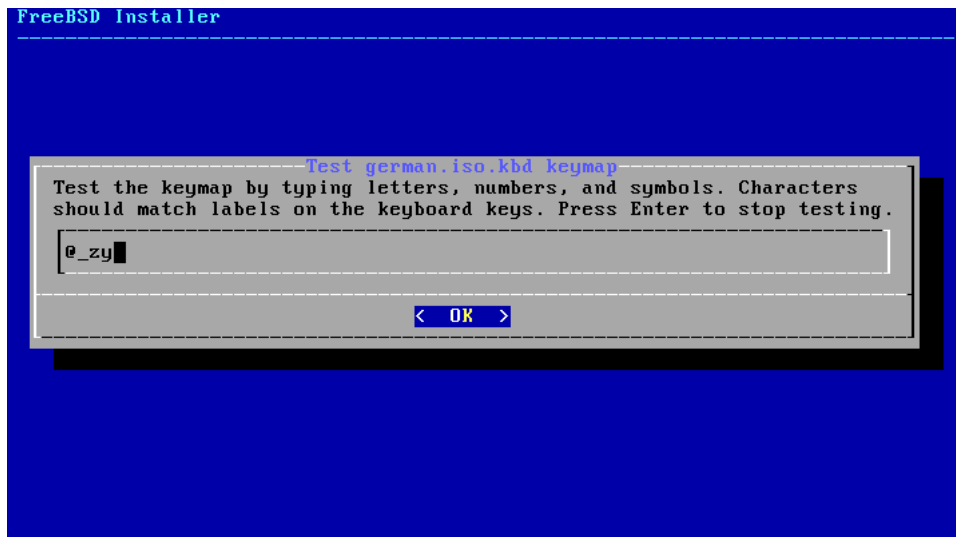 FreeBSD Installer
Test german.iso.kbd keymap
Test the keymap by typing letters, numbers, and symbols. Characters
should match labels on the keyboard keys. Press Enter to stop testing.
@_zy
< OK >